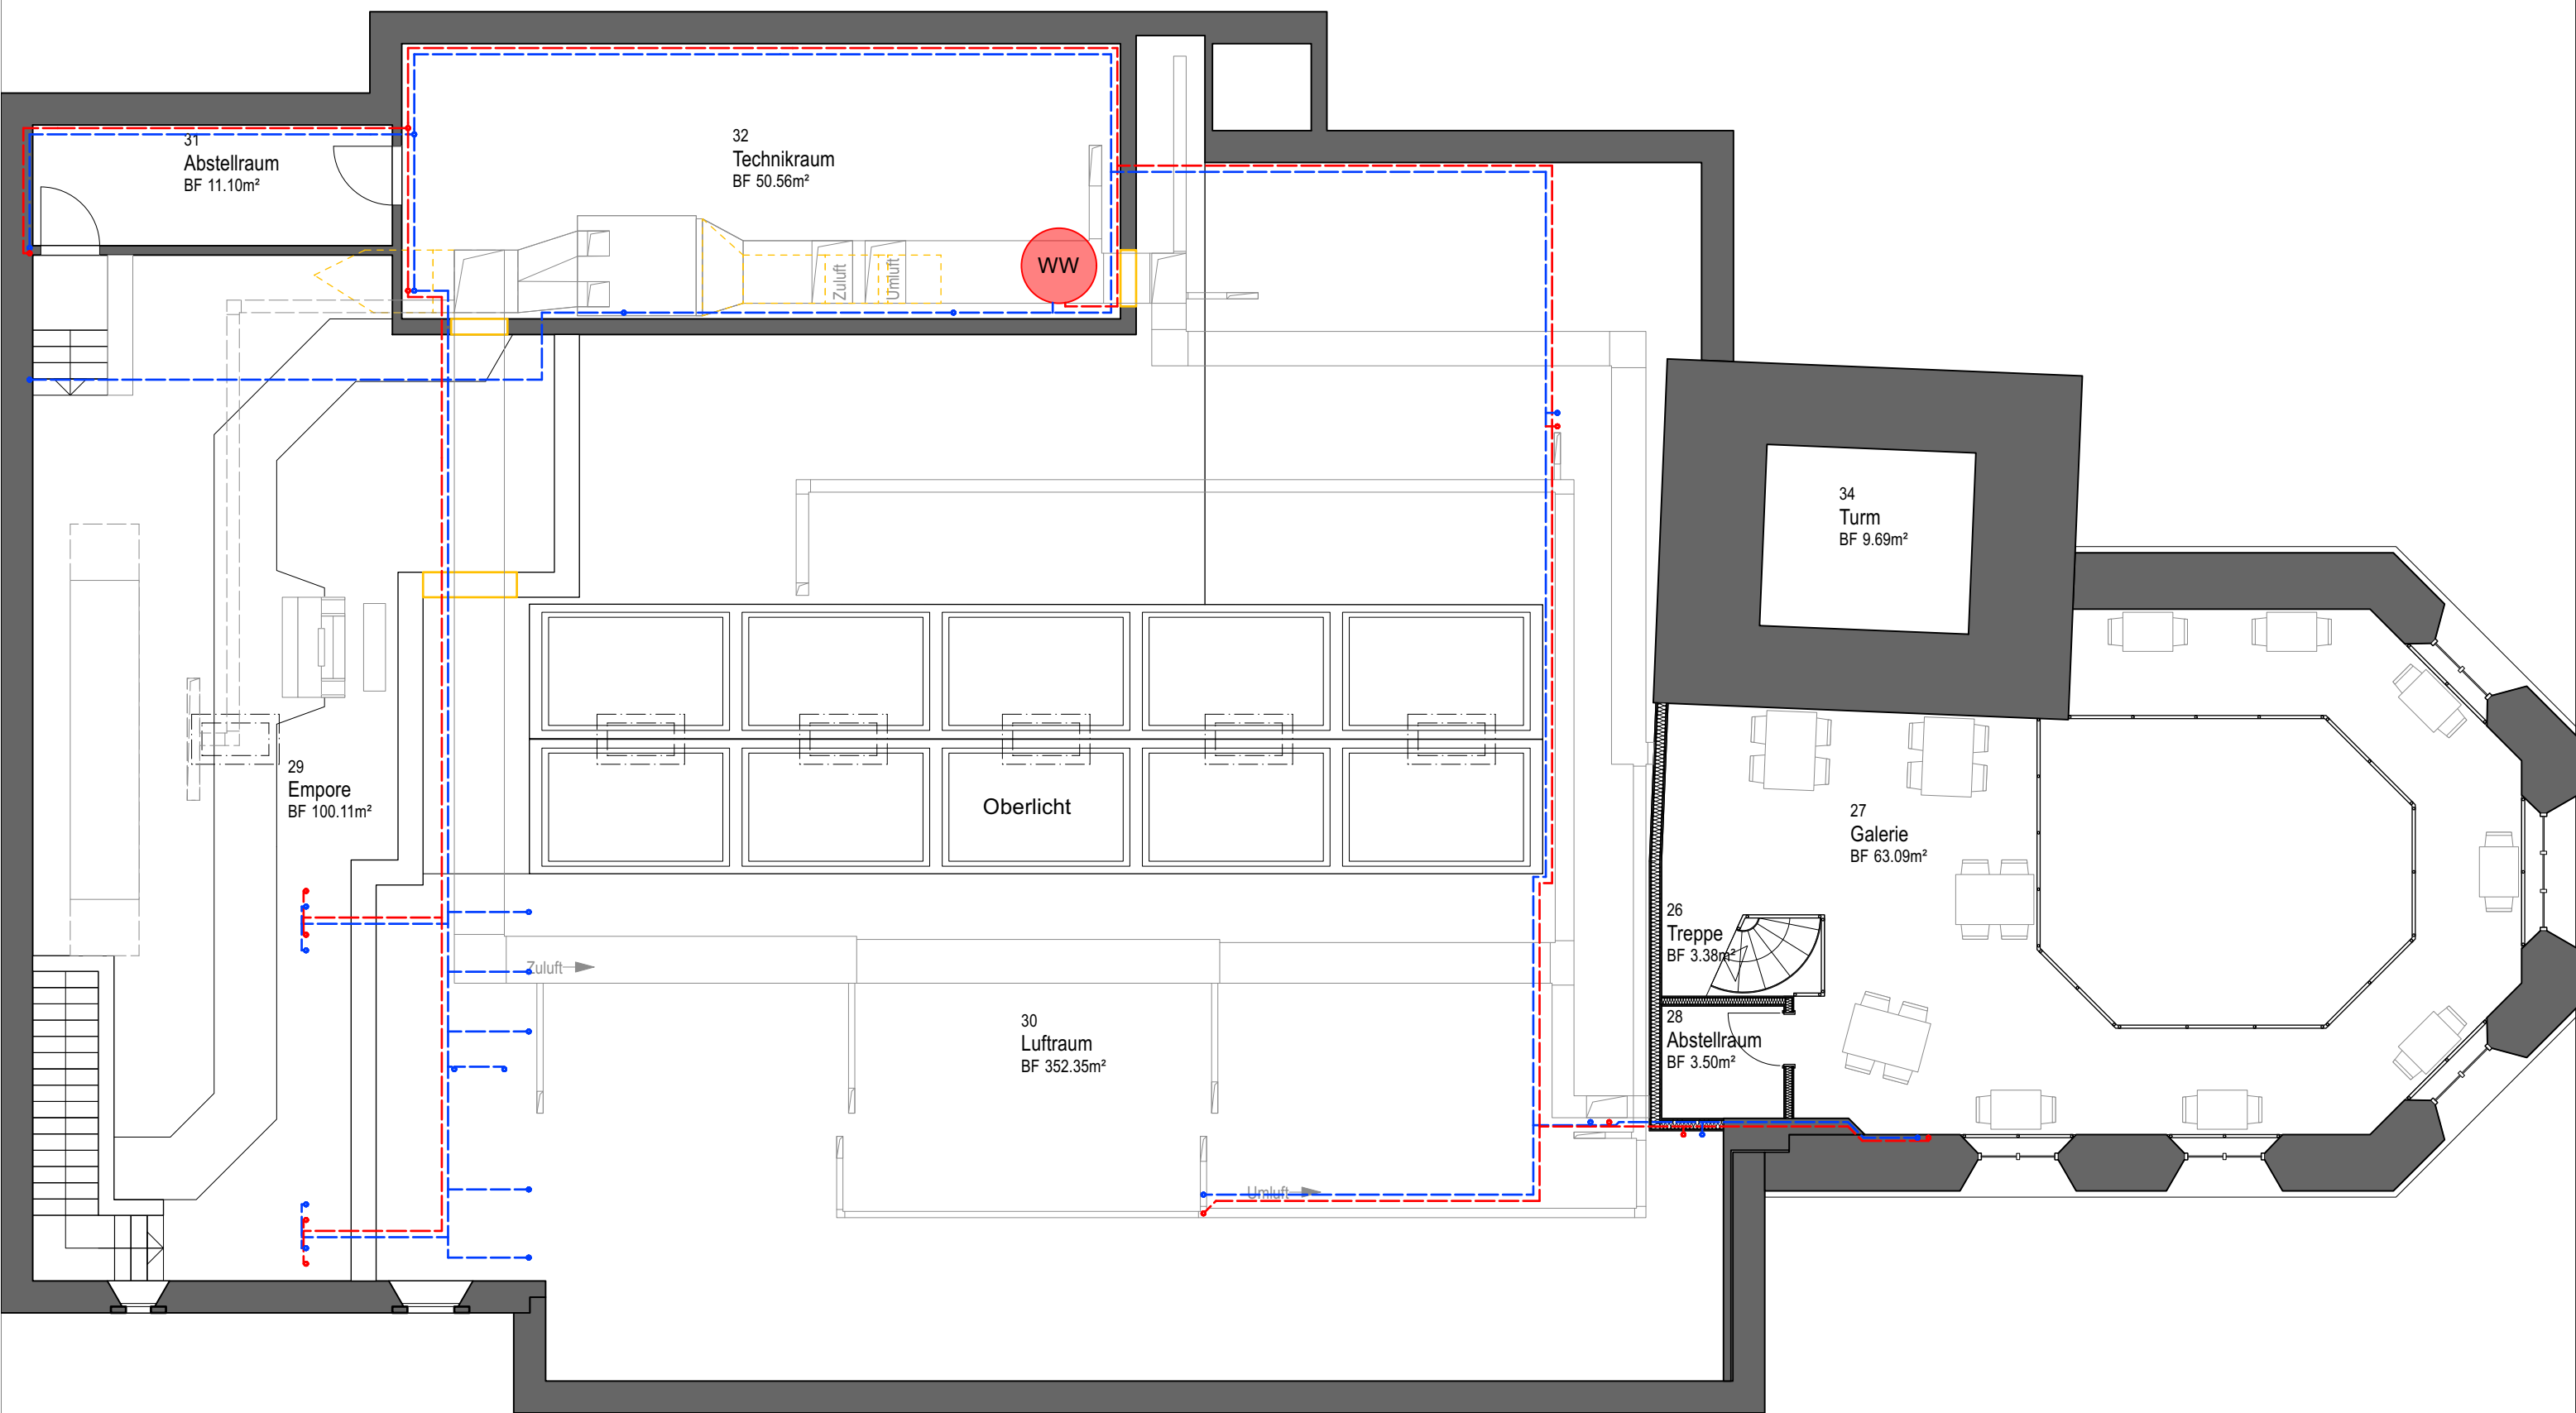 31
Abstellraum
BF 11.10m²
32
Technikraum
BF 50.56m²
Zuluft
Umluft
WW
34
Turm
BF 9.69m²
29
Empore
BF 100.11m²
Oberlicht
27
Galerie
BF 63.09m²
26
Treppe
BF 3.38m²
Zuluft
30
Luftraum
BF 352.35m²
28
Abstellraum
BF 3.50m²
Umluft